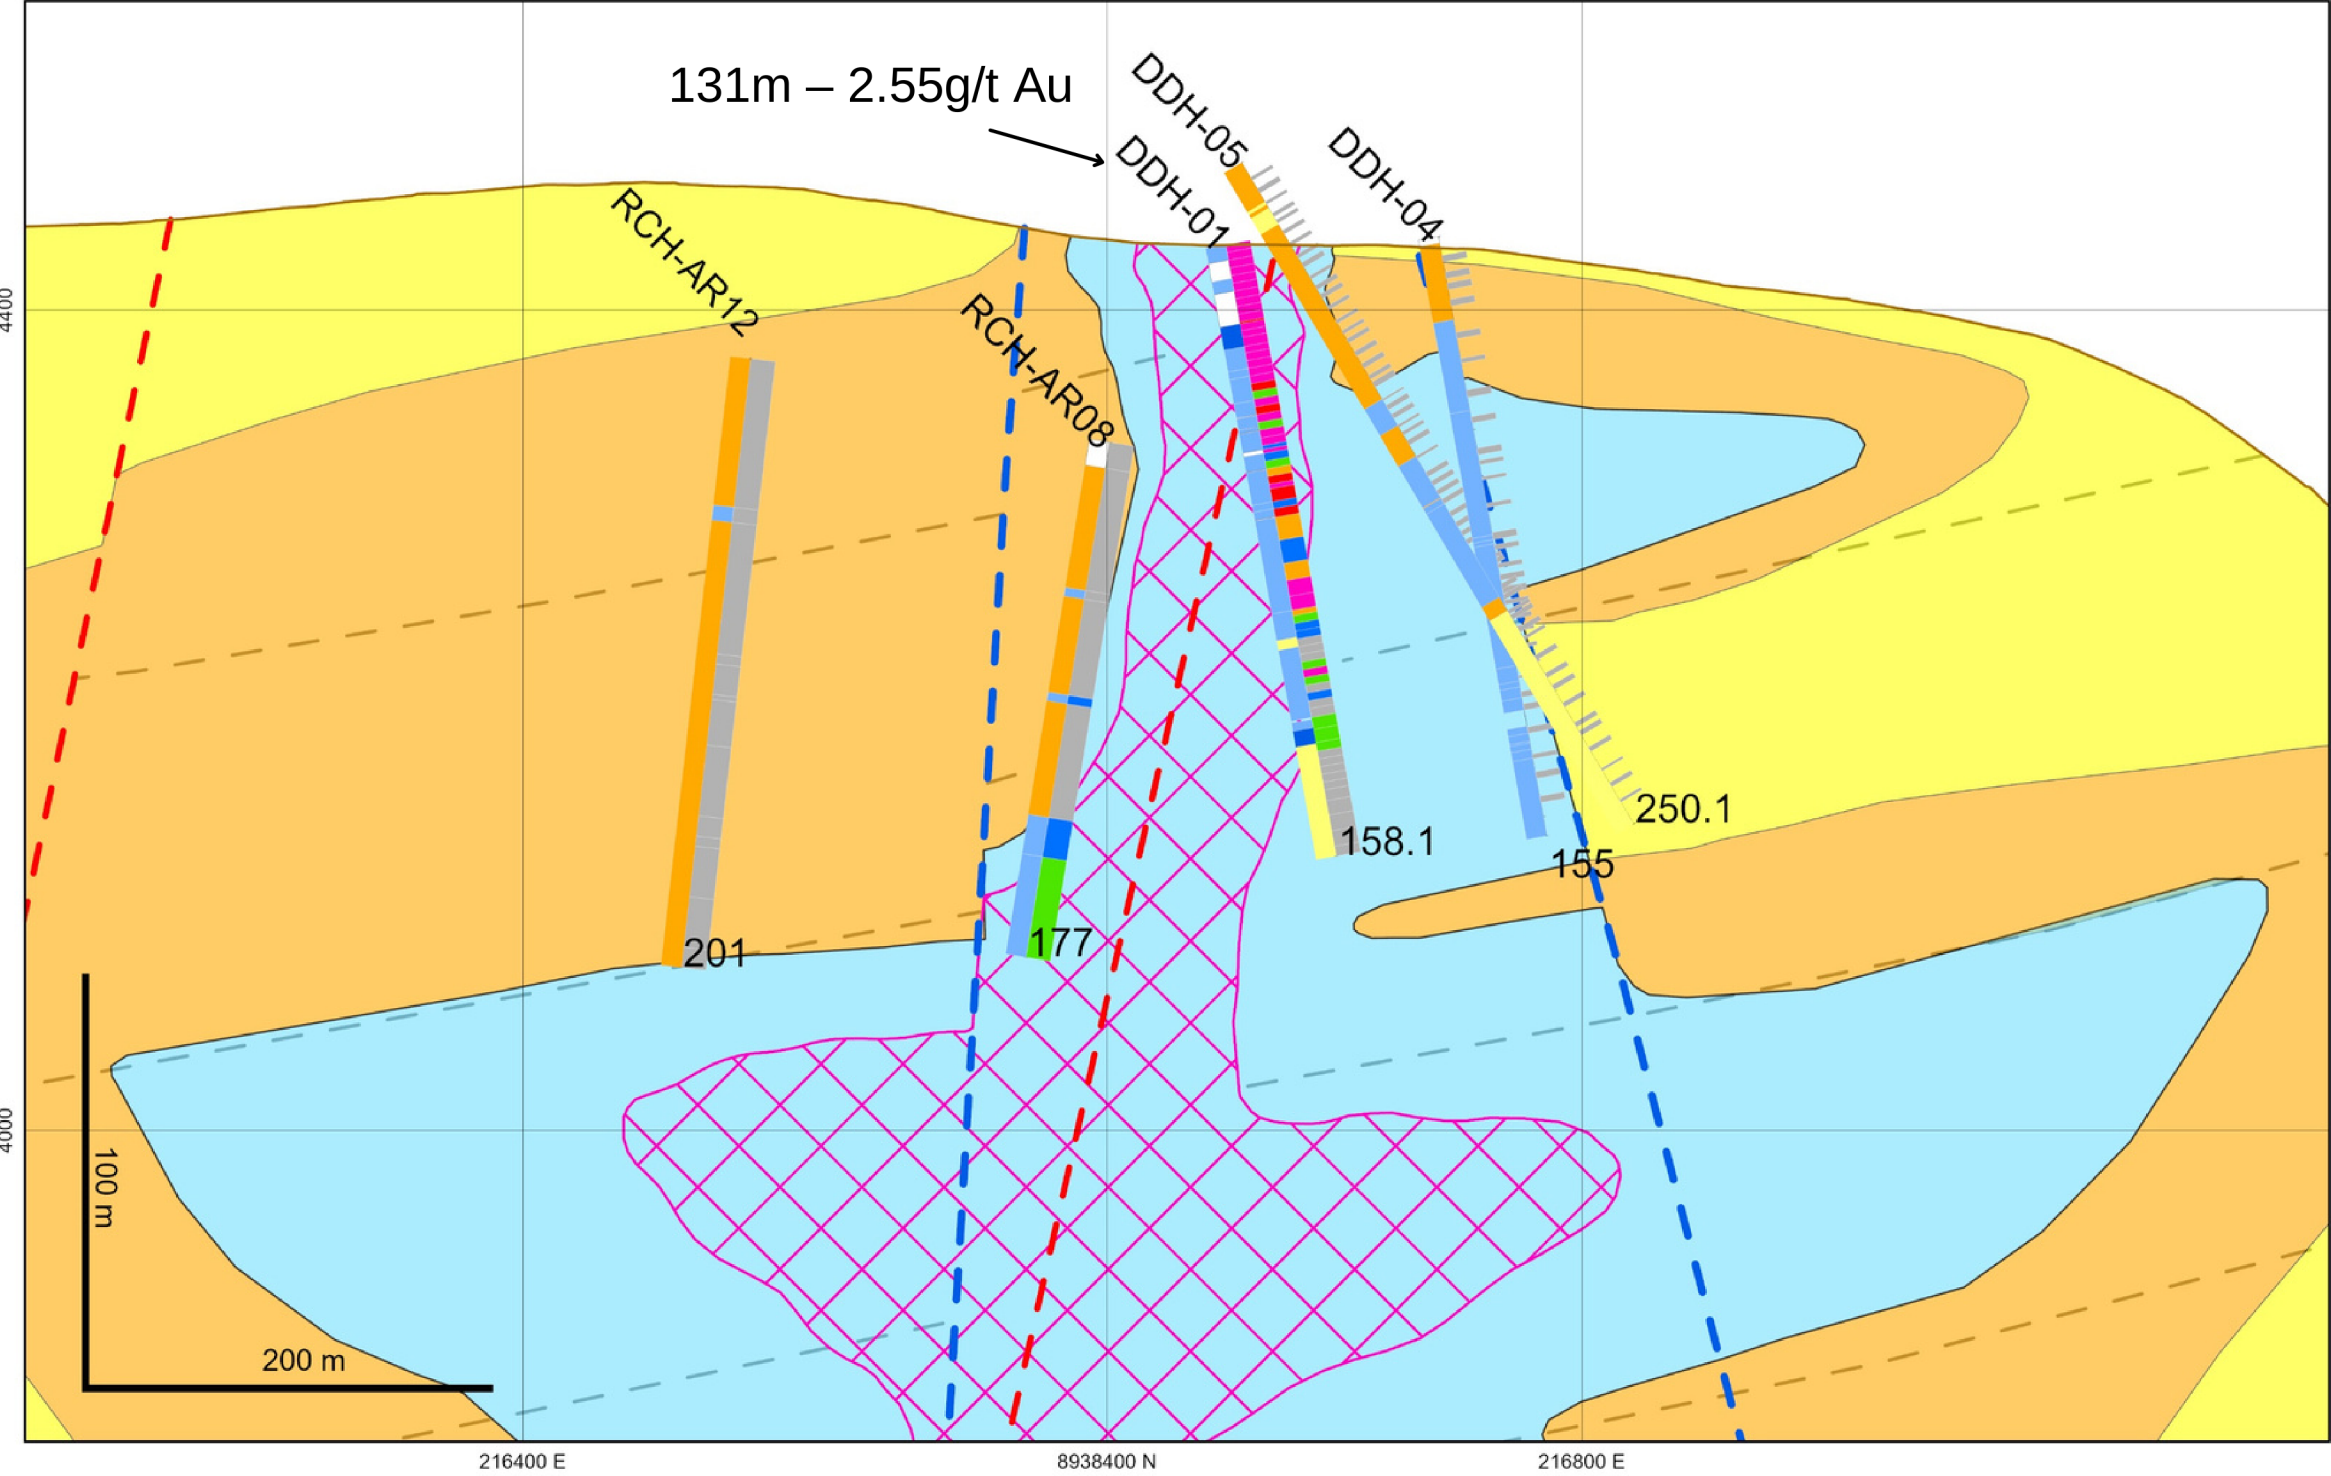 131m – 2.55g/t Au
DDH-05
DDH-01
DDH-04
RCH-AR12
RCH-AR08
4400
250.1
158.1
155
177
201
4000
100 m
200 m
216400 E
8938400 N
216800 E